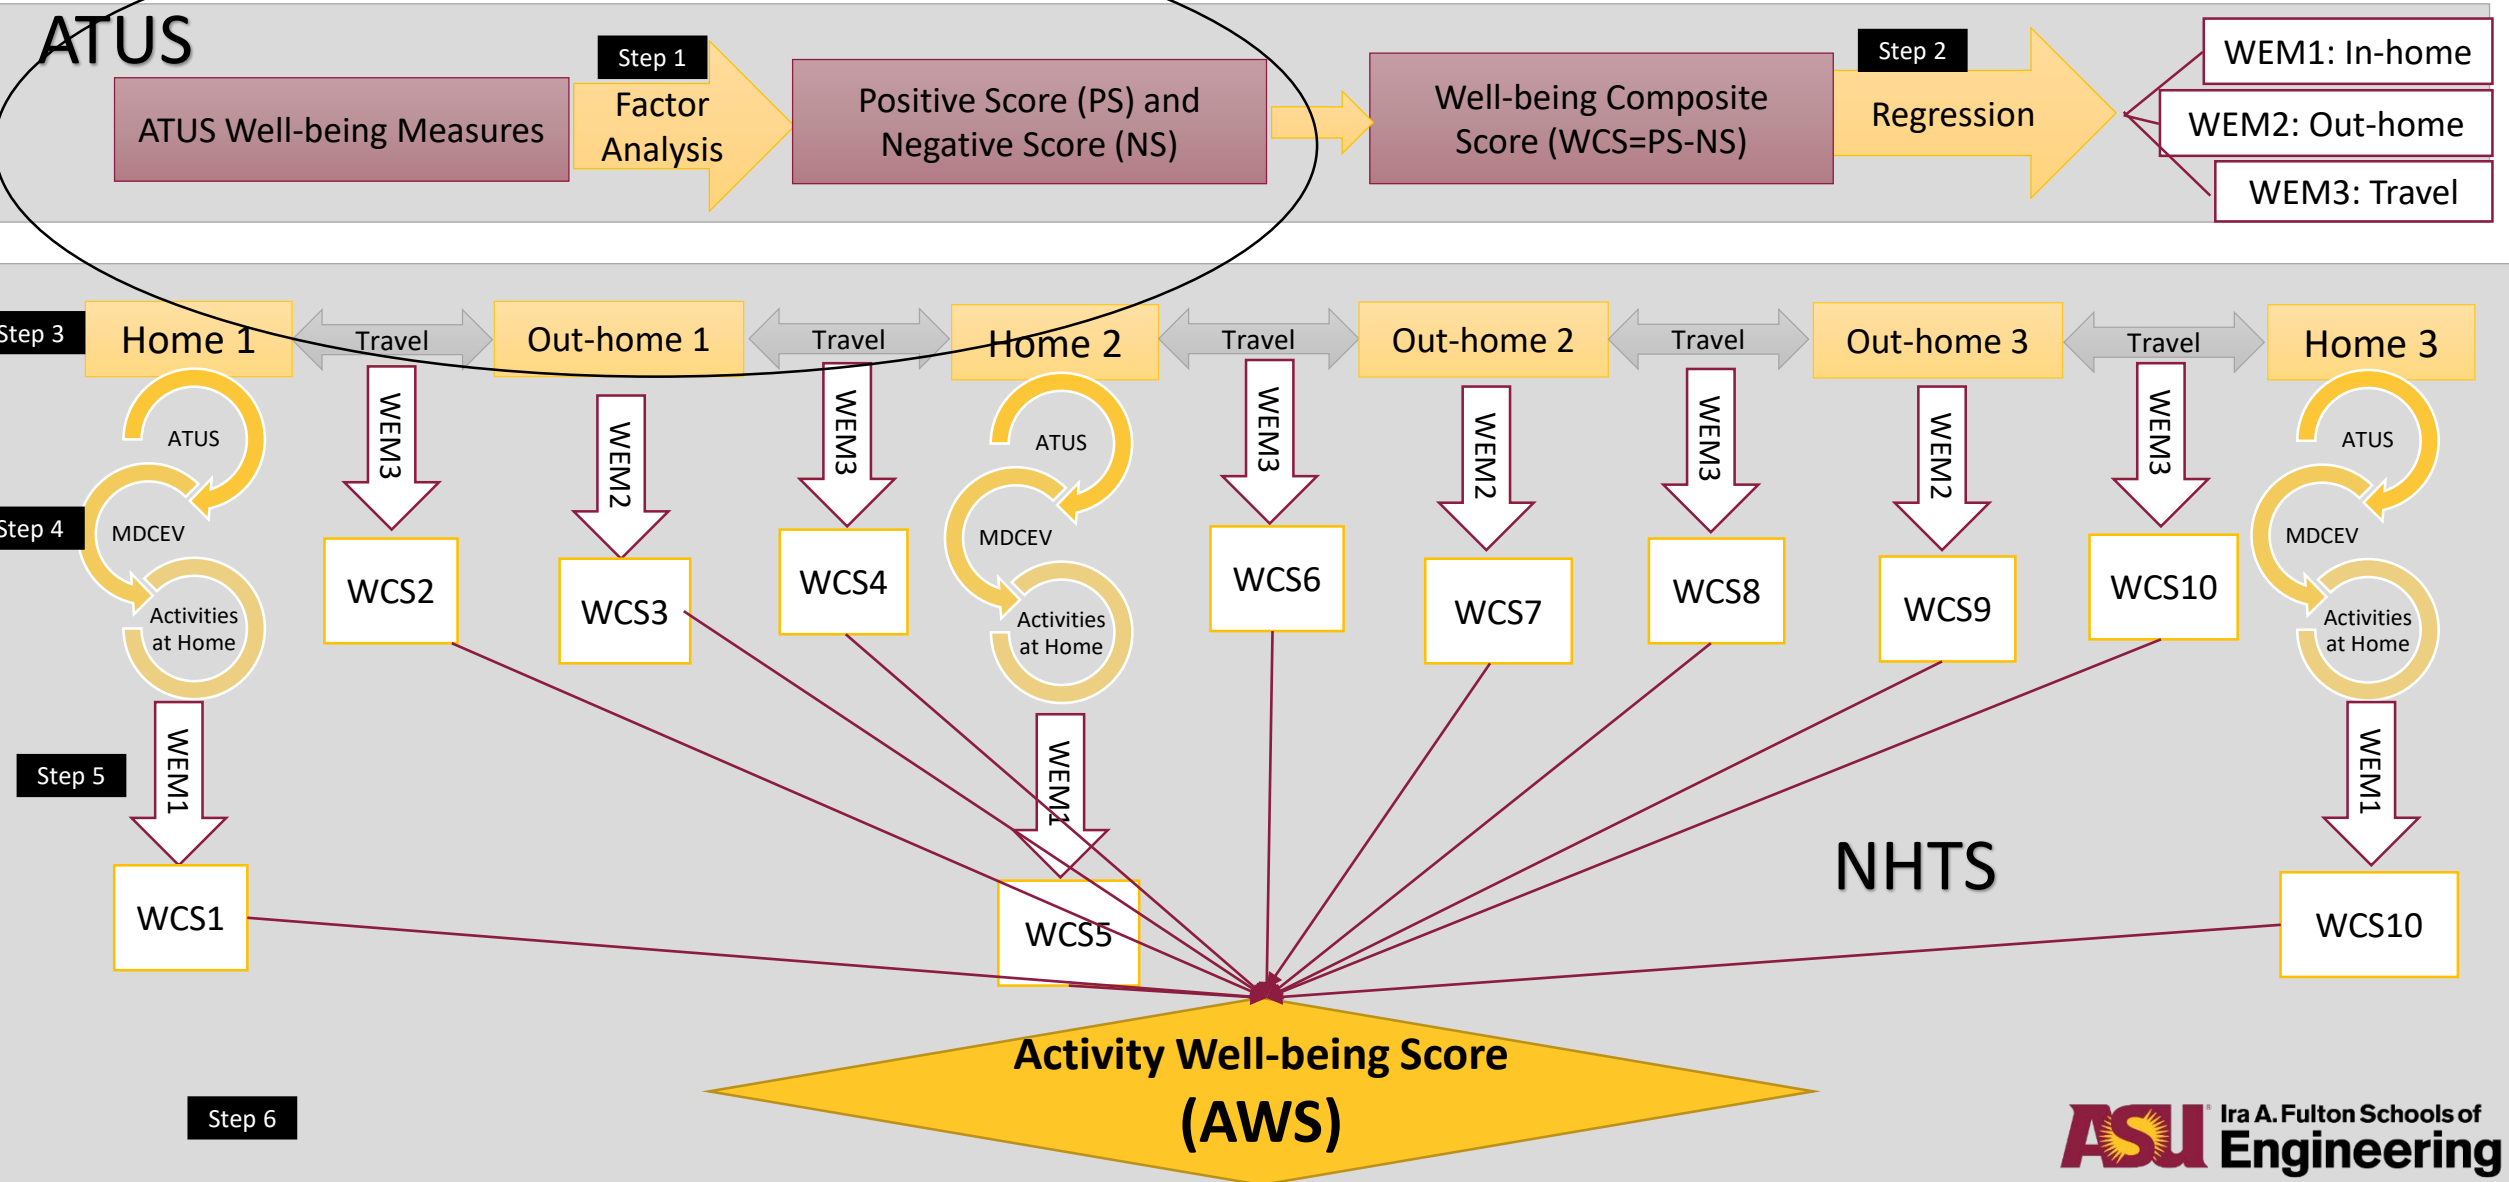 ATUS
Step 1
Step 2
ATUS Well-being Measures
Factor
Analysis
Positive Score (PS) and
Negative Score (NS)
Well-being Composite
Score (WCS=PS-NS)
Regression
WEM1: In-home
WEM2: Out-home
WEM3: Travel
Step 3
Home 1
Travel
Out-home 1
Travel
Home 2
Travel
Out-home 2
Travel
Out-home 3
Travel
Home 3
ATUS
WEM3
WEM2
WEM3
ATUS
WEM3
WEM2
WEM3
WEM2
WEM3
ATUS
Step 4
MDCEV
MDCEV
MDCEV
WCS2
WCS3
WCS4
WCS6
WCS7
WCS8
WCS9
WCS10
Activities
at Home
Activities
at Home
Activities
at Home
Step 5
WEM1
WEM1
WEM1
NHTS
WCS1
WCS5
WCS10
Activity Well-being Score
(AWS)
Step 6
ASU
Ira A. Fulton Schools of
Engineering